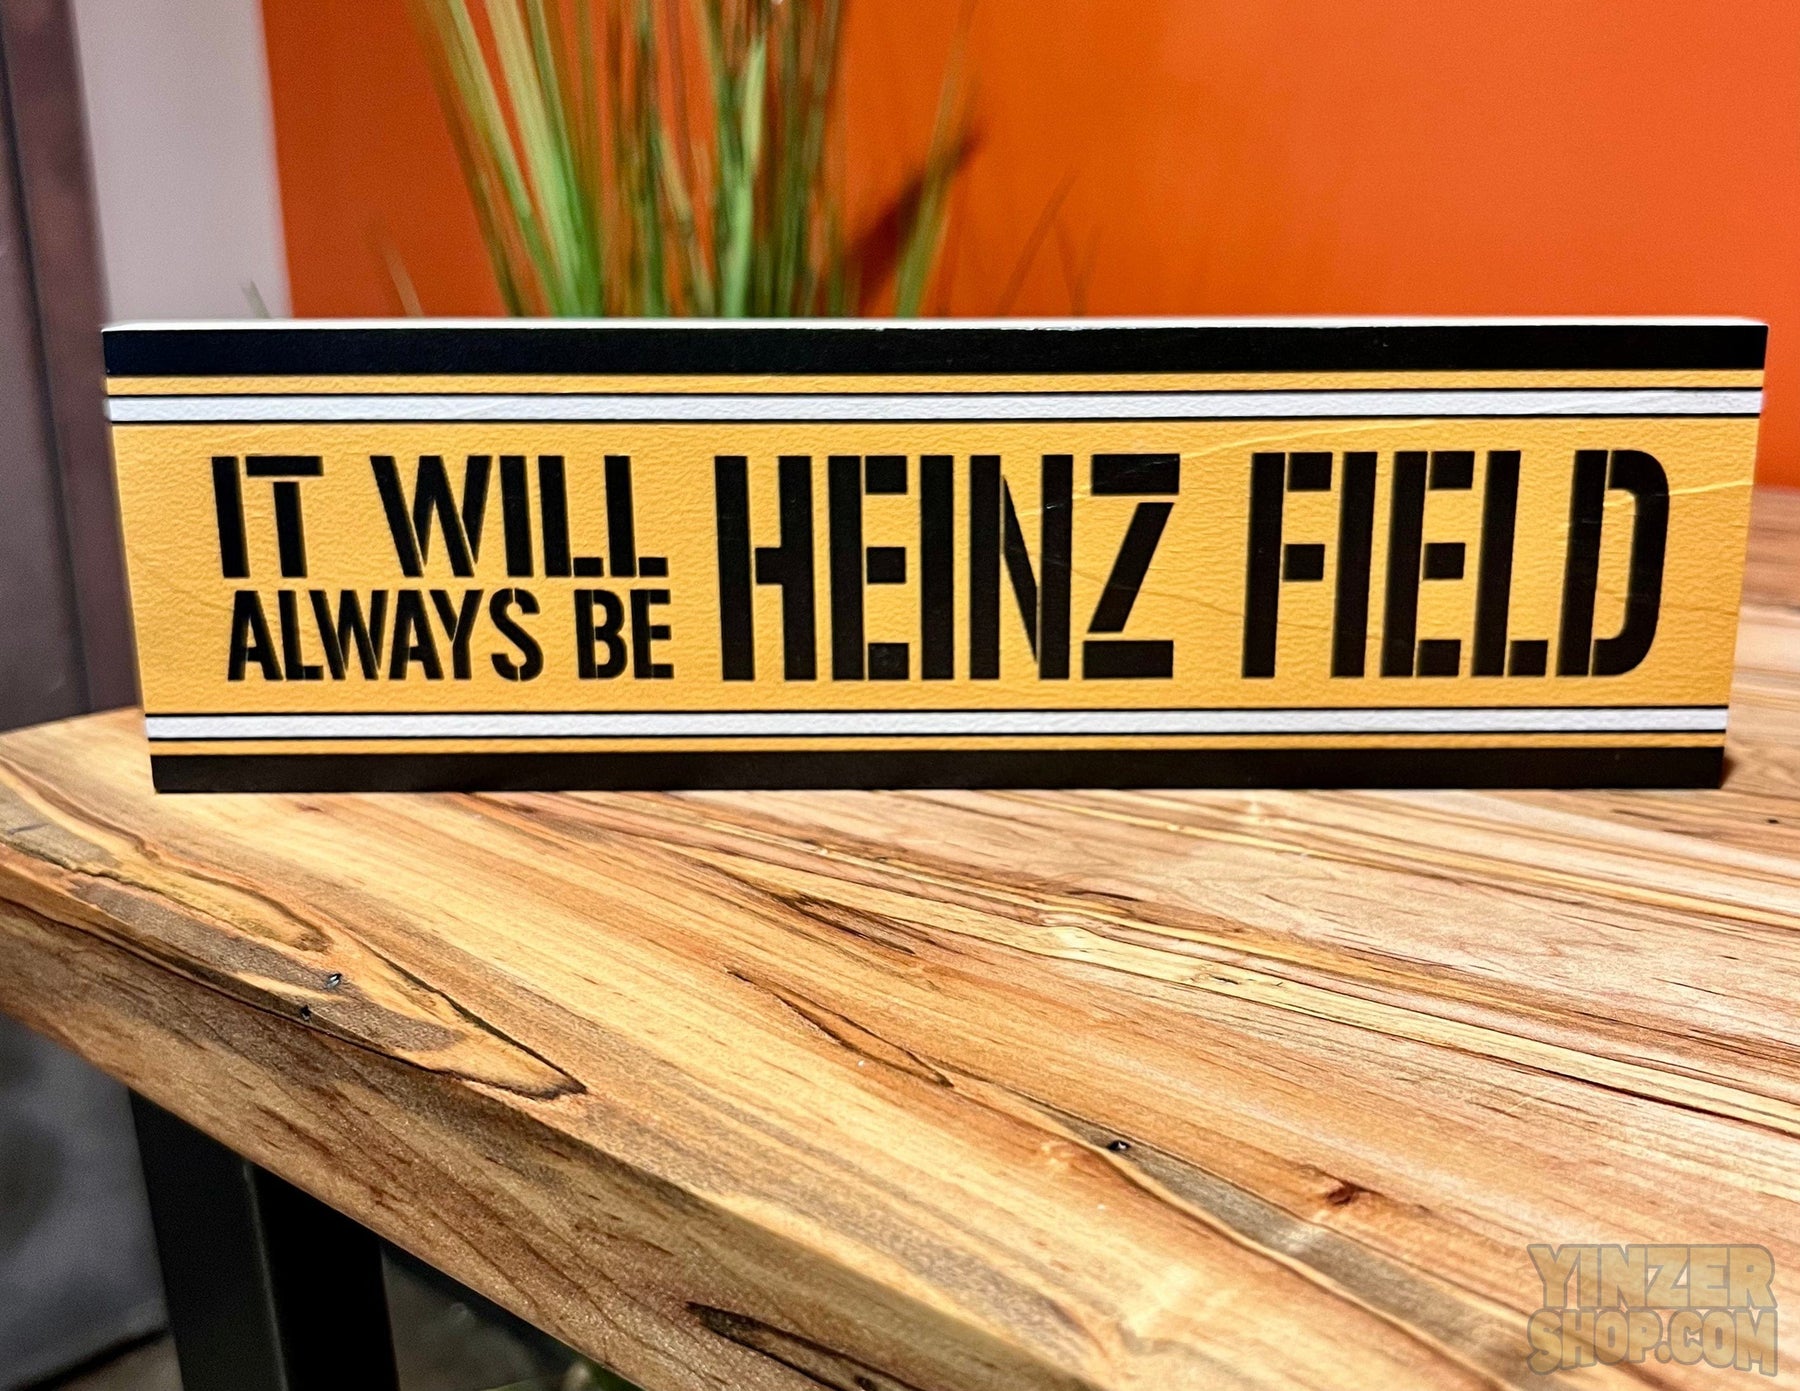 IT WILL
ALWAYS BE
HEINZ FIELD
YINZER
SHOP.COM